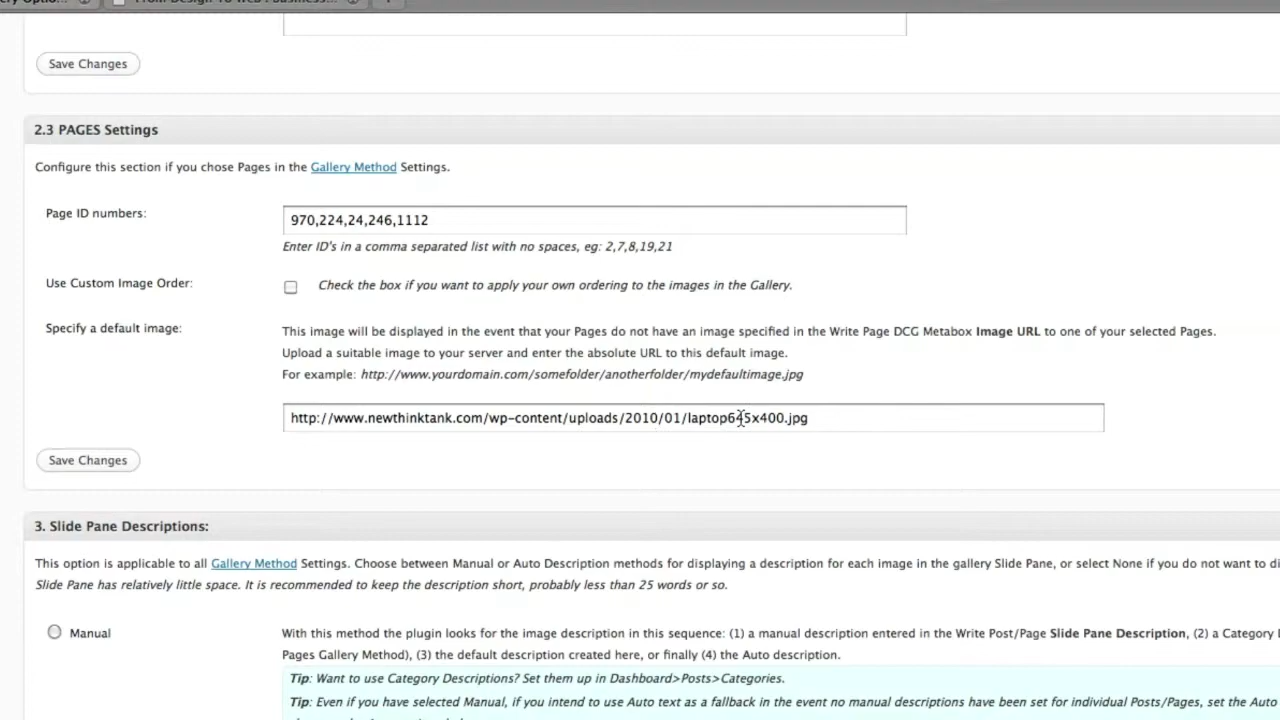 Save Changes
2.3 PAGES Settings
Configure this section if you chose Pages in the Gallery Method Settings.
Page ID numbers:
970,224,24,246,1112
Enter ID's in a comma separated list with no spaces, eg: 2,7,8,19,21
Use Custom Image Order:
Check the box if you want to apply your own ordering to the images in the Gallery.
Specify a default image:
This image will be displayed in the event that your Pages do not have an image specified in the Write Page DCG Metabox Image URL to one of your selected Pages.
Upload a suitable image to your server and enter the absolute URL to this default image.
For example: http://www.yourdomain.com/somefolder/anotherfolder/mydefaultimage.jpg
http://www.newthinktank.com/wp-content/uploads/2010/01/laptop645x400.jpg
Save Changes
3. Slide Pane Descriptions:
This option is applicable to all Gallery Method Settings. Choose between Manual or Auto Description methods for displaying a description for each image in the gallery Slide Pane, or select None if you do not want to di
Slide Pane has relatively little space. It is recommended to keep the description short, probably less than 25 words or so.
Manual
With this method the plugin looks for the image description in this sequence: (1) a manual description entered in the Write Post/Page Slide Pane Description, (2) a Category
Pages Gallery Method), (3) the default description created here, or finally (4) the Auto description.
Tip: Want to use Category Descriptions? Set them up in Dashboard>Posts>Categories.
Tip: Even if you have selected Manual, if you intend to use Auto text as a fallback in the event no manual descriptions have been set for individual Posts/Pages, set the Auto